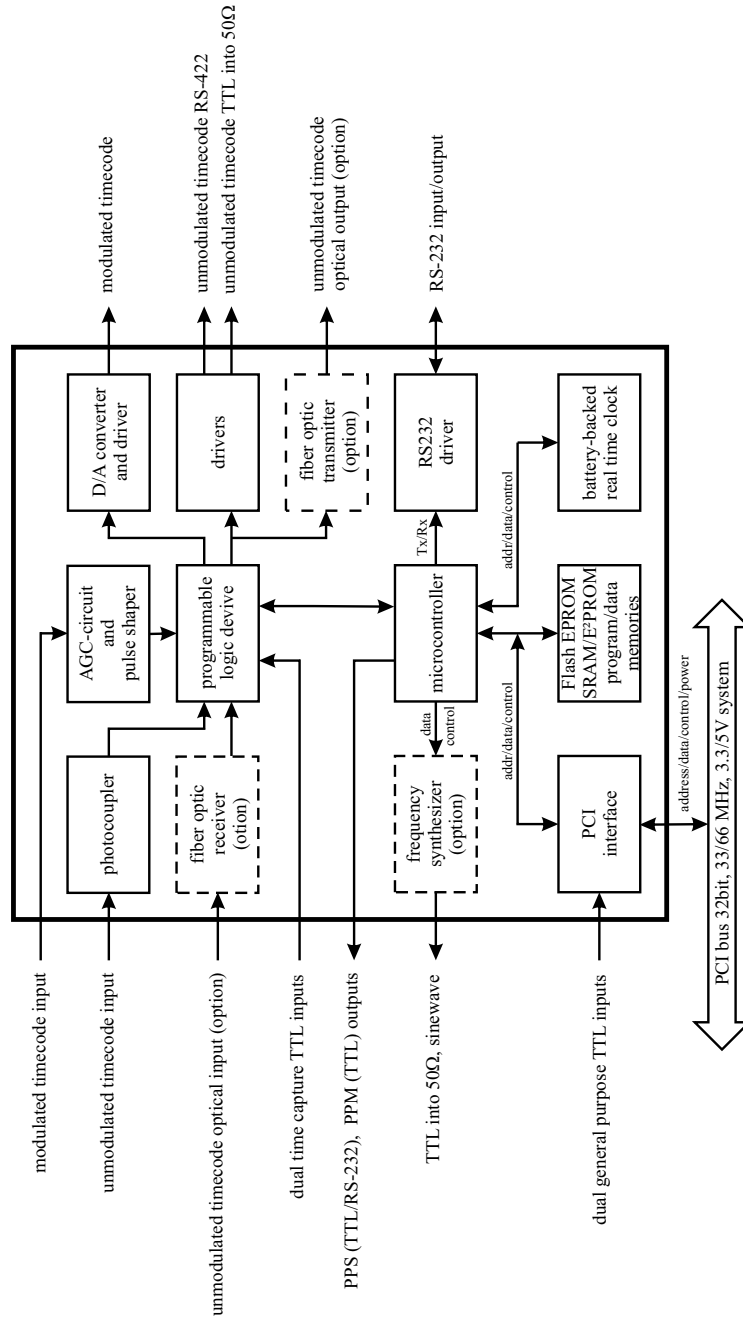 modulated timecode input
unmodulated timecode input
unmodulated timecode optical input (option)
dual time capture TTL inputs
PPS (TTL/RS-232),  PPM (TTL) outputs
TTL into 50Ω, sinewave
dual general purpose TTL inputs
photocoupler
fiber optic
receiver
(otion)
frequency
synthesizer
(option)
PCI
interface
AGC-circuit
and
pulse shaper
programmable
logic devive
data
control
microcontroller
addr/data/control
Flash EPROM
SRAM/E²PROM
program/data
memories
Tx/Rx
addr/data/control
D/A converter
and driver
drivers
fiber optic
transmitter
(option)
RS232
driver
battery-backed
real time clock
modulated timecode
unmodulated timecode RS-422
unmodulated timecode TTL into 50Ω
unmodulated timecode
optical output (option)
RS-232 input/output
address/data/control/power
PCI bus 32bit, 33/66 MHz, 3.3/5V system